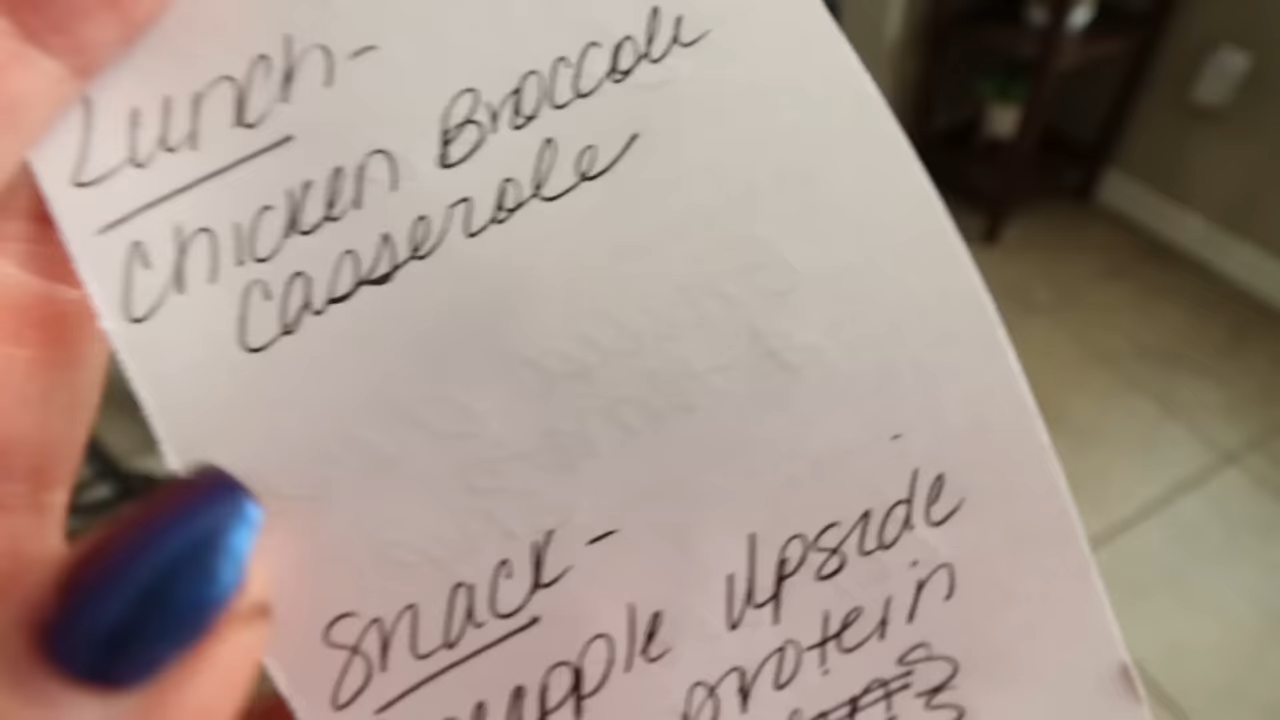 Lunch-
Chicken Broccoli
Casserole
Snack-
Upside
protein